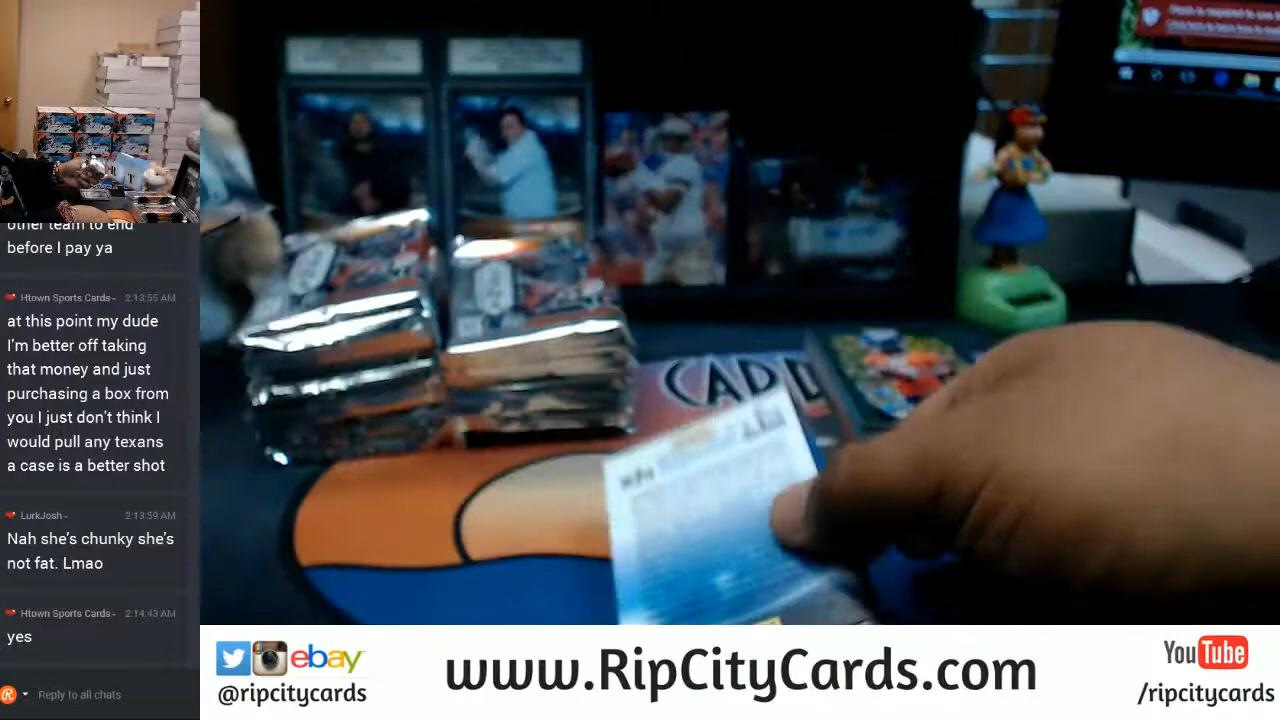 other team to end
before I pay ya
Htown Sports Cards - 2:13:55 AM
at this point my dude
I'm better off taking
that money and just
purchasing a box from
you I just don't think I
would pull any texans
a case is a better shot
LurkJosh - 2:13:59 AM
Nah she's chunky she's
not fat. Lmao
Htown Sports Cards - 2:14:43 AM
yes
Reply to all chats
CARD
ebay
@ripcitycards
www.RipCityCards.com
YouTube
/ripcitycards